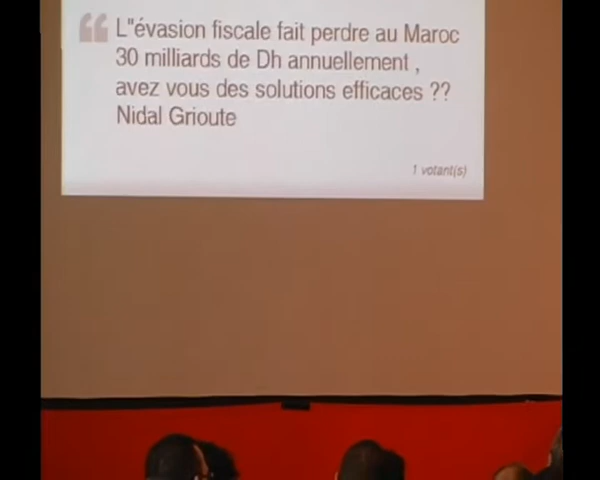 “ L"évasion fiscale fait perdre au Maroc
30 milliards de Dh annuellement ,
avez vous des solutions efficaces ??
Nidal Grioute
1 votant(s)